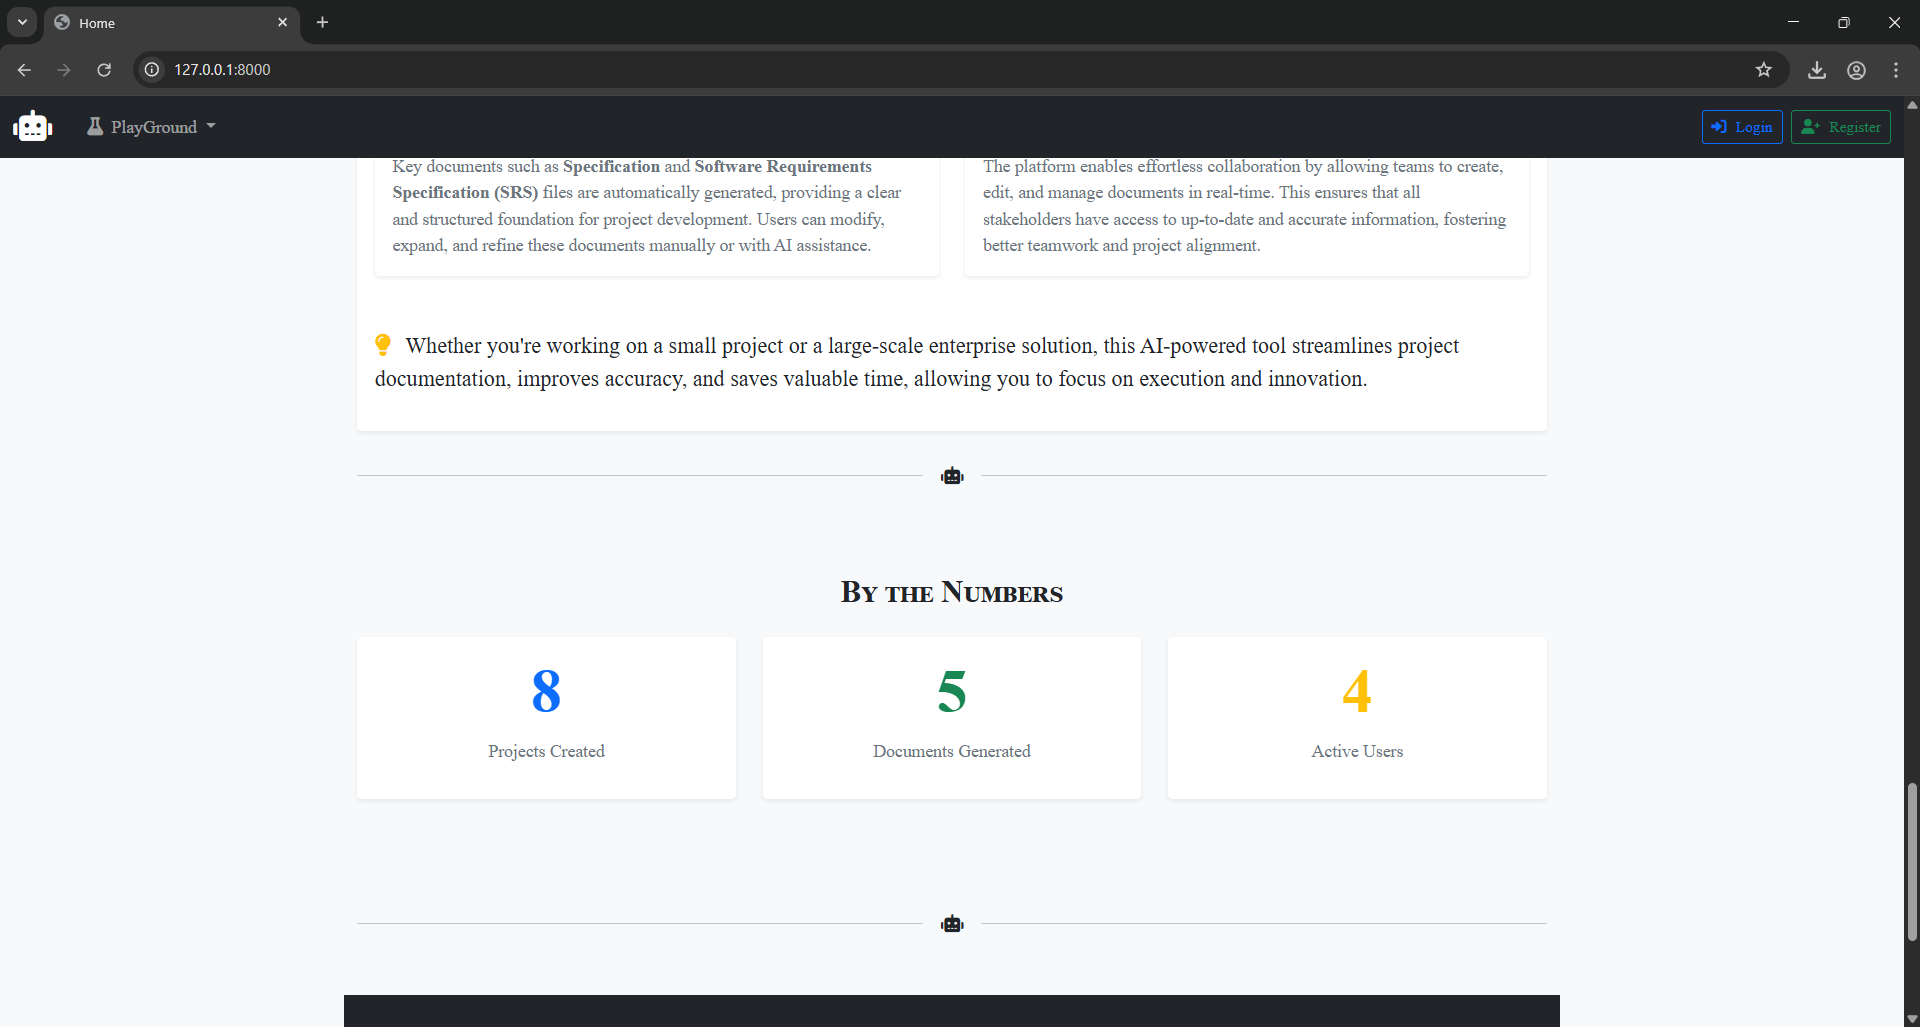 Home
127.0.0.1:8000
PlayGround
Login
Register
Key documents such as Specification and Software Requirements
Specification (SRS) files are automatically generated, providing a clear
and structured foundation for project development. Users can modify,
expand, and refine these documents manually or with AI assistance.
The platform enables effortless collaboration by allowing teams to create,
edit, and manage documents in real-time. This ensures that all
stakeholders have access to up-to-date and accurate information, fostering
better teamwork and project alignment.
Whether you're working on a small project or a large-scale enterprise solution, this AI-powered tool streamlines project
documentation, improves accuracy, and saves valuable time, allowing you to focus on execution and innovation.
By the Numbers
8
Projects Created
5
Documents Generated
4
Active Users